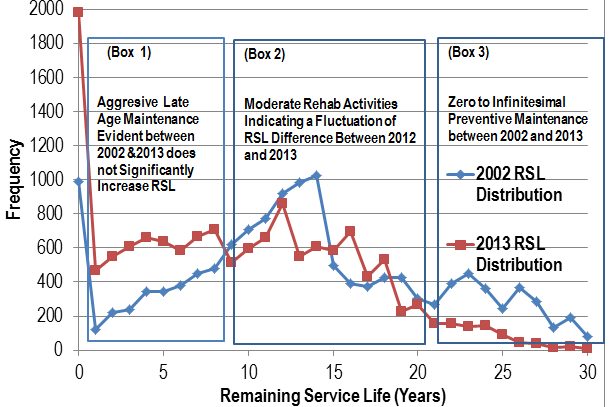 2000
1800
1600
1400
1200
1000
800
600
400
200
0
Frequency
(Box 1)
Aggresive Late
Age Maintenance
Evident between
2002 &2013 does
not Significantly
Increase RSL
(Box 2)
Moderate Rehab Activities
Indicating a Fluctuation of
RSL Difference Between 2012
and 2013
(Box 3)
Zero to Infinitesimal
Preventive Maintenance
between 2002 and 2013
2002 RSL
Distribution
2013 RSL
Distribution
0 5 10 15 20 25 30
Remaining Service Life (Years)